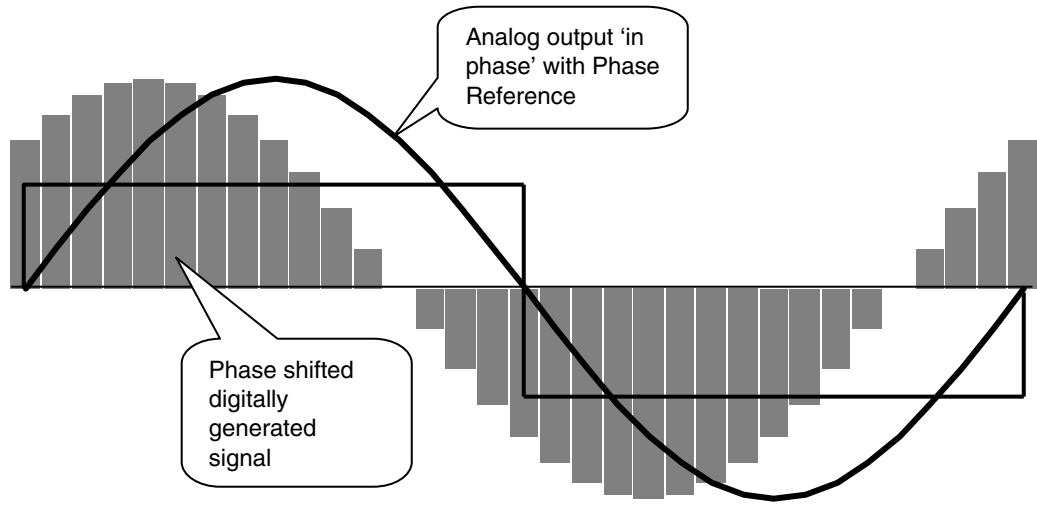 Analog output ‘in
phase’ with Phase
Reference
Phase shifted
digitally
generated
signal